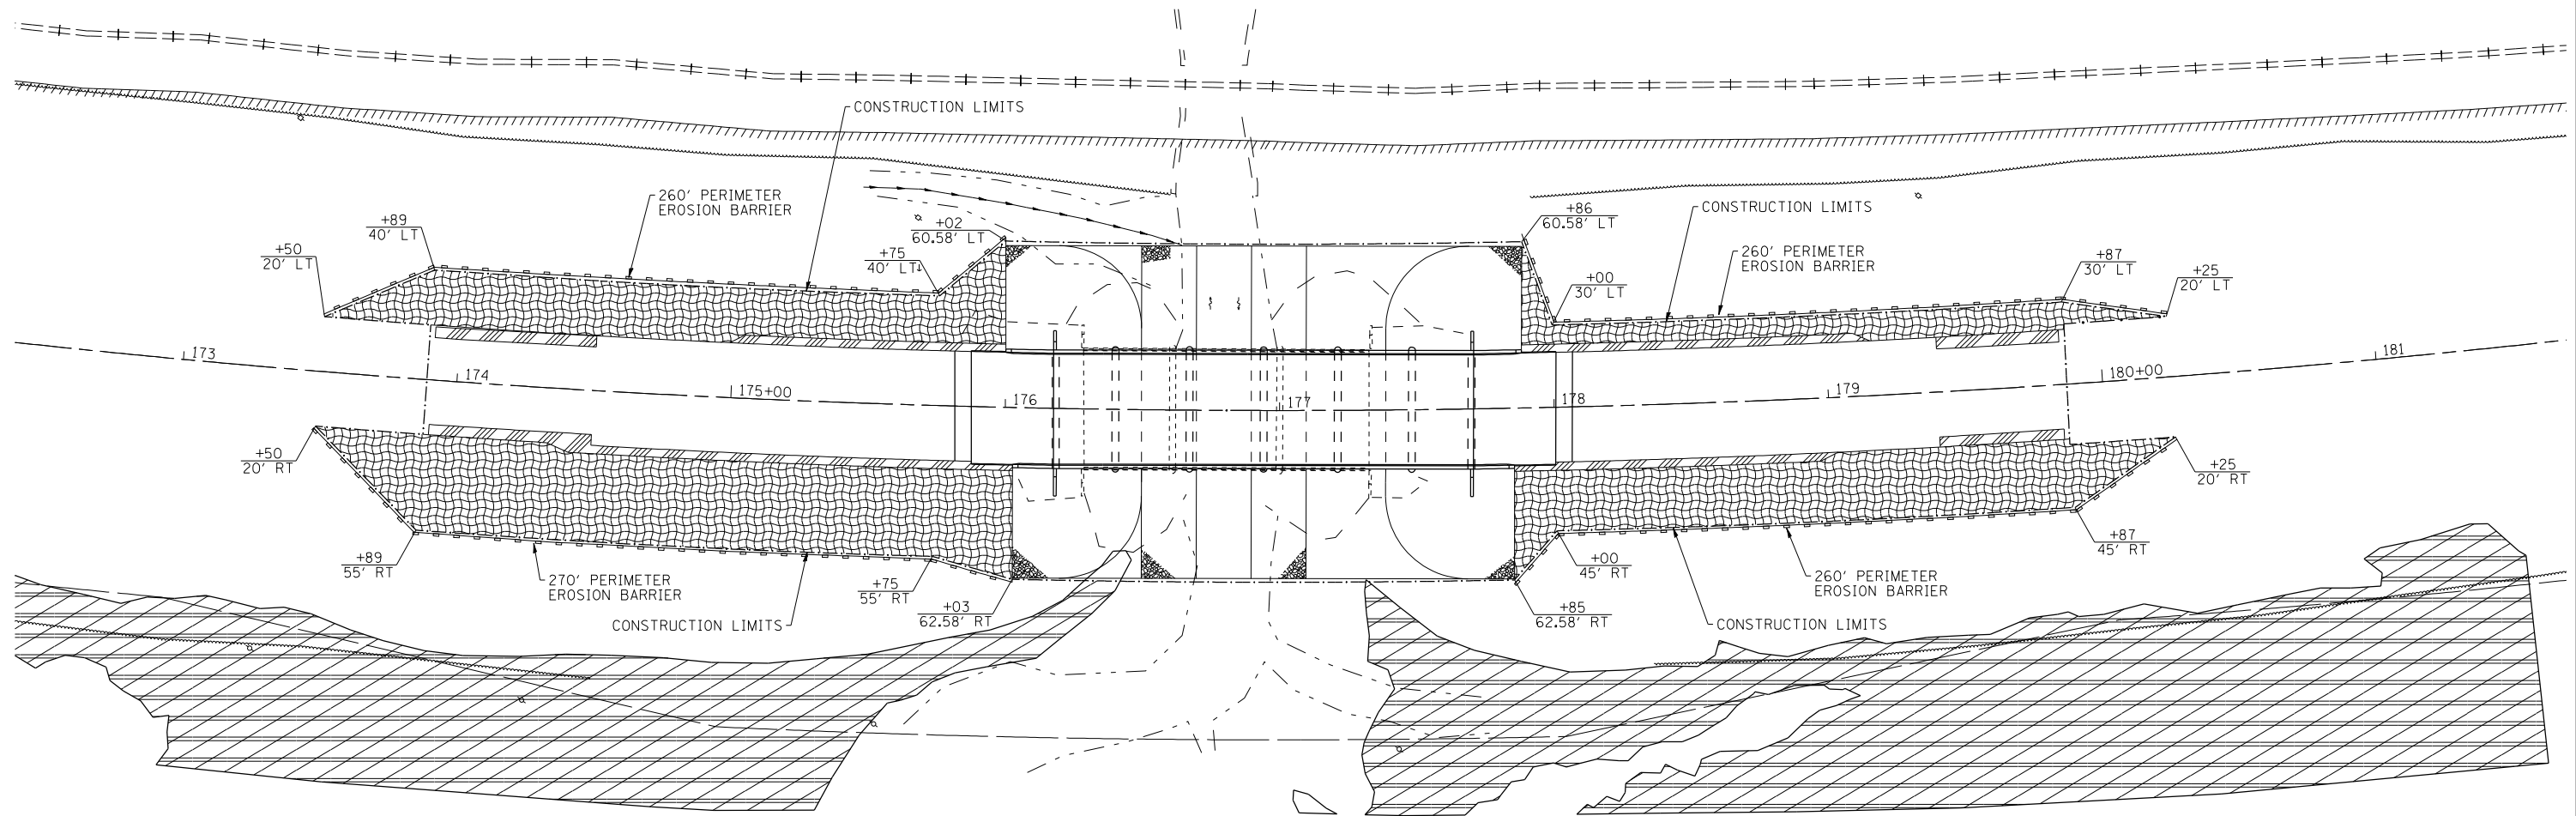 CONSTRUCTION LIMITS
260' PERIMETER
EROSION BARRIER
+89
40' LT
+50
20' LT
+02
60.58' LT
+75
40' LT
+86
60.58' LT
CONSTRUCTION LIMITS
260' PERIMETER
EROSION BARRIER
+00
30' LT
+87
30' LT
+25
20' LT
173
174
175+00
176
177
178
179
180+00
181
+50
20' RT
+89
55' RT
270' PERIMETER
EROSION BARRIER
CONSTRUCTION LIMITS
+75
55' RT
+03
62.58' RT
+85
62.58' RT
+00
45' RT
CONSTRUCTION LIMITS
260' PERIMETER
EROSION BARRIER
+87
45' RT
+25
20' RT